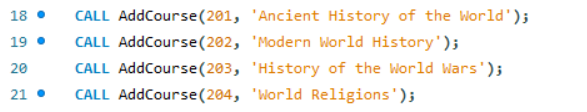 18 CALL AddCourse(201, 'Ancient History of the World');
19 CALL AddCourse(202, 'Modern World History');
20 CALL AddCourse(203, 'History of the World Wars');
21 CALL AddCourse(204, 'World Religions');